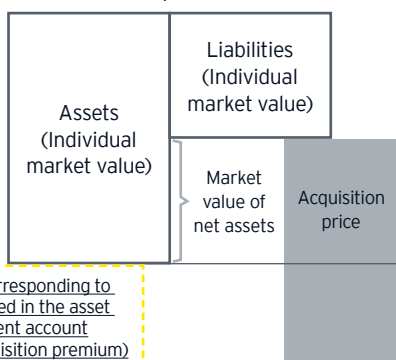 Liabilities
(Individual
market value)
Assets
(Individual
market value)
Market
value of
net assets
Acquisition
price
rresponding to
ed in the asset
ent account
isition premium)